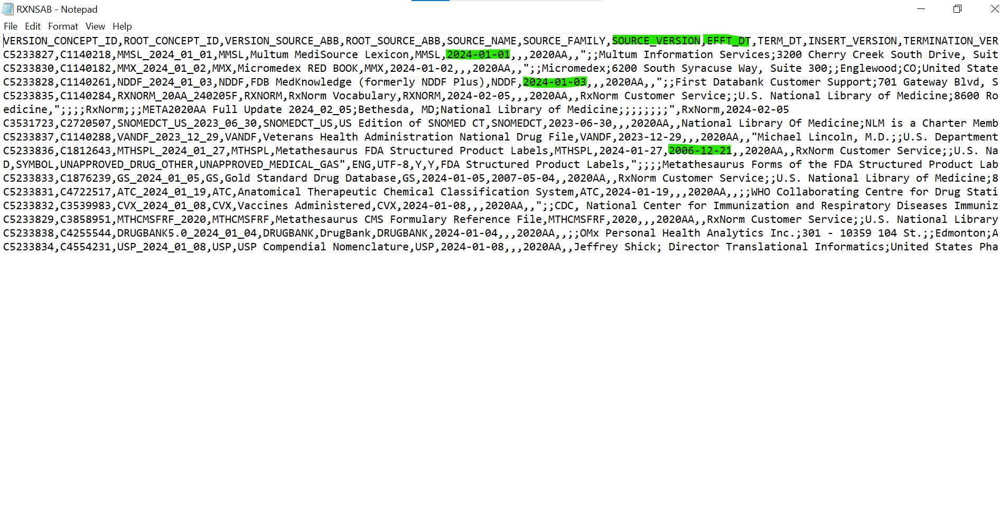 RXNSAB - Notepad
File Edit Format View Help
VERSION_CONCEPT_ID,ROOT_CONCEPT_ID,VERSION_SOURCE_ABB,ROOT_SOURCE_ABB,SOURCE_NAME,SOURCE_FAMILY,SOURCE_VERSION,EFFT_DT,TERM_DT,INSERT_VERSION,TERMINATION_VER
C5233827,C1140218,MMSL_2024_01_01,MMSL,Multum MediSource Lexicon,MMSL,2024-01-01,,,2020AA,,";;Multum Information Services;3200 Cherry Creek South Drive, Suit
C5233830,C1140182,MMX_2024_01_02,MMX,Micromedex RED BOOK,MMX,2024-01-02,,,2020AA,,";;Micromedex;6200 South Syracuse Way, Suite 300;;Englewood;CO;United State
C5233828,C1140261,NDDF_2024_01_03,NDDF,FDB MedKnowledge (formerly NDDF Plus),NDDF,2024-01-03,,,2020AA,,";;First Databank Customer Support;701 Gateway Blvd, S
C5233835,C1140284,RXNORM_20AA_240205F,RXNORM,RxNorm Vocabulary,RXNORM,2024-02-05,,,2020AA,,RxNorm Customer Service;;U.S. National Library of Medicine;8600 Ro
edicine,";;;;RxNorm;;;META2020AA Full Update 2024_02_05;Bethesda, MD;National Library of Medicine;;;;;;;;",RxNorm,2024-02-05
C3531723,C2720507,SNOMEDCT_US_2023_06_30,SNOMEDCT_US,US Edition of SNOMED CT,SNOMEDCT,2023-06-30,,,2020AA,,National Library Of Medicine;NLM is a Charter Memb
C5233837,C1140288,VANDF_2023_12_29,VANDF,Veterans Health Administration National Drug File,VANDF,2023-12-29,,,2020AA,,"Michael Lincoln, M.D.;;U.S. Department
C5233836,C1812643,MTHSPL_2024_01_27,MTHSPL,Metathesaurus FDA Structured Product Labels,MTHSPL,2024-01-27,2006-12-21,,2020AA,,RxNorm Customer Service;;U.S. Na
D,SYMBOL,UNAPPROVED_DRUG_OTHER,UNAPPROVED_MEDICAL_GAS",ENG,UTF-8,Y,Y,FDA Structured Product Labels,";;;;Metathesaurus Forms of the FDA Structured Product Lab
C5233833,C1876239,GS_2024_01_05,GS,Gold Standard Drug Database,GS,2024-01-05,2007-05-04,,2020AA,,RxNorm Customer Service;;U.S. National Library of Medicine;8
C5233831,C4722517,ATC_2024_01_19,ATC,Anatomical Therapeutic Chemical Classification System,ATC,2024-01-19,,,2020AA,,;;WHO Collaborating Centre for Drug Stati
C5233832,C3539983,CVX_2024_01_08,CVX,Vaccines Administered,CVX,2024-01-08,,,2020AA,,";;CDC, National Center for Immunization and Respiratory Diseases Immuniz
C5233829,C3858951,MTHCMSFRF_2020,MTHCMSFRF,Metathesaurus CMS Formulary Reference File,MTHCMSFRF,2020,,,2020AA,,RxNorm Customer Service;;U.S. National Library
C5233838,C4255544,DRUGBANK5.0_2024_01_04,DRUGBANK,DrugBank,DRUGBANK,2024-01-04,,,2020AA,,;;OMx Personal Health Analytics Inc.;301 - 10359 104 St.;;Edmonton;A
C5233834,C4554231,USP_2024_01_08,USP,USP Compendial Nomenclature,USP,2024-01-08,,,2020AA,,Jeffrey Shick; Director Translational Informatics;United States Pha